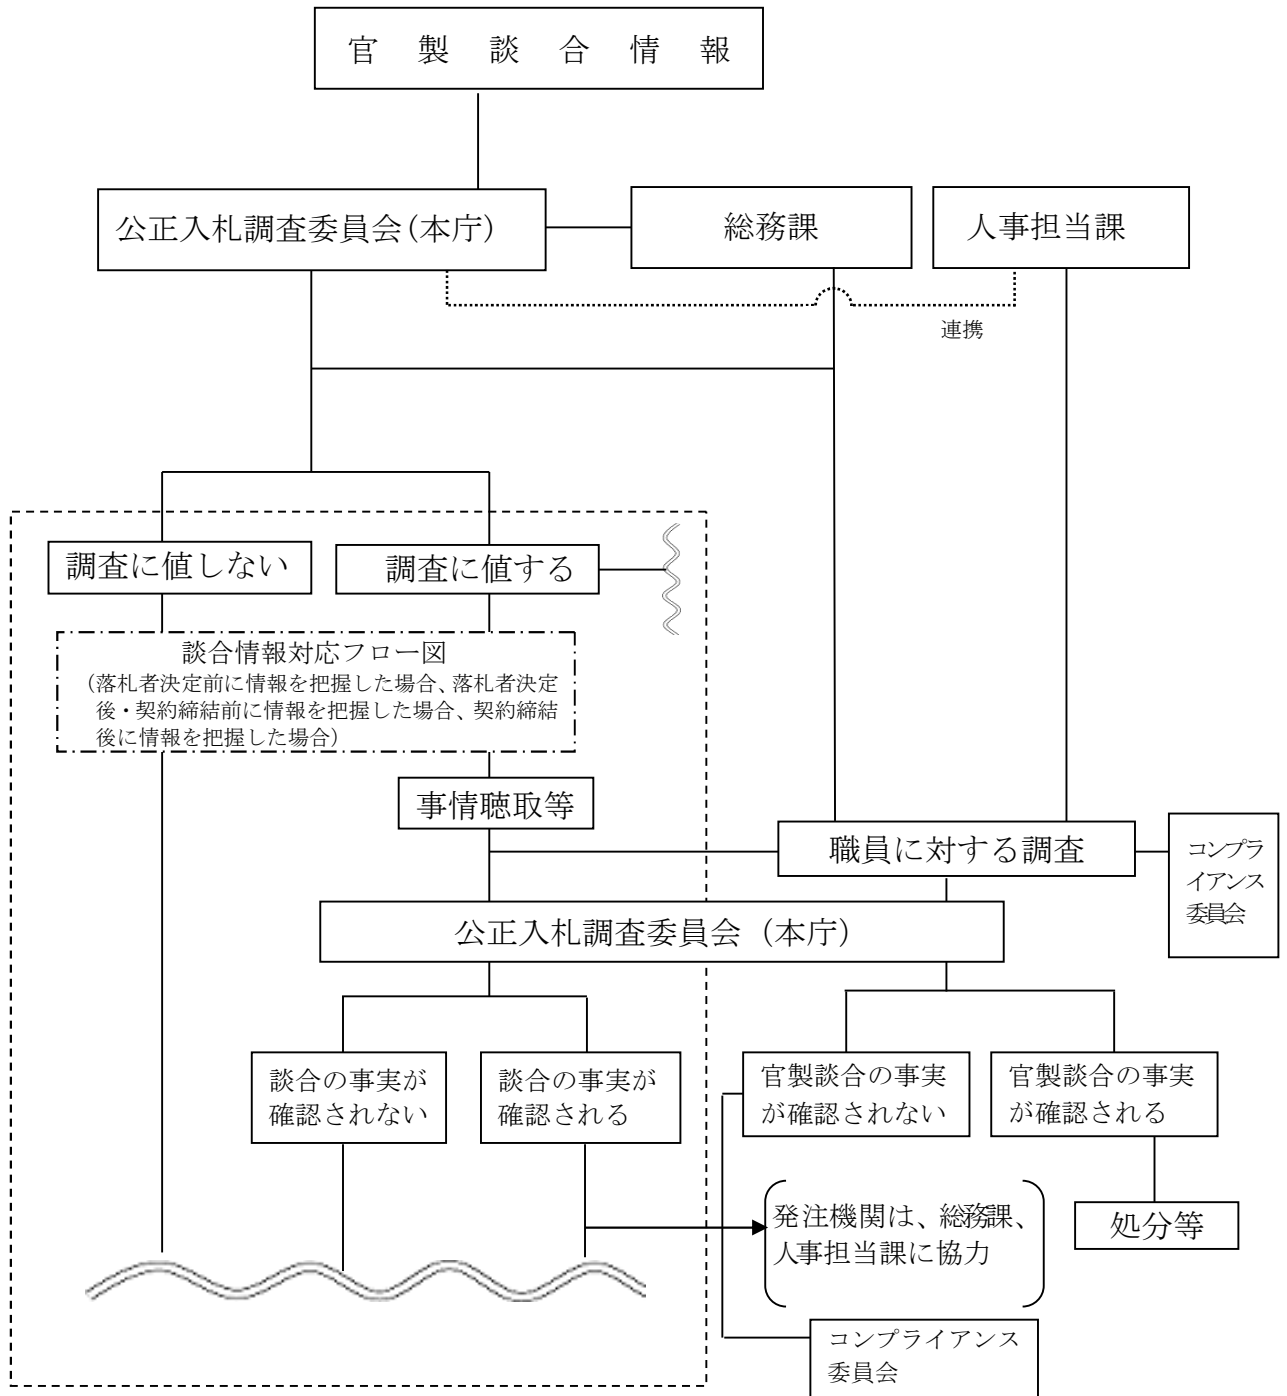 官製談合情報
公正入札調査委員会(本庁)
総務課
人事担当課
連携
調査に値しない
調査に値する
談合情報対応フロー図
（落札者決定前に情報を把握した場合、落札者決定
後・契約締結前に情報を把握した場合、契約締結
後に情報を把握した場合）
事情聴取等
職員に対する調査
コンプラ
イアンス
委員会
公正入札調査委員会（本庁）
談合の事実が
確認されない
談合の事実が
確認される
官製談合の事実
が確認されない
官製談合の事実
が確認される
発注機関は、総務課、
人事担当課に協力
処分等
コンプライアンス
委員会